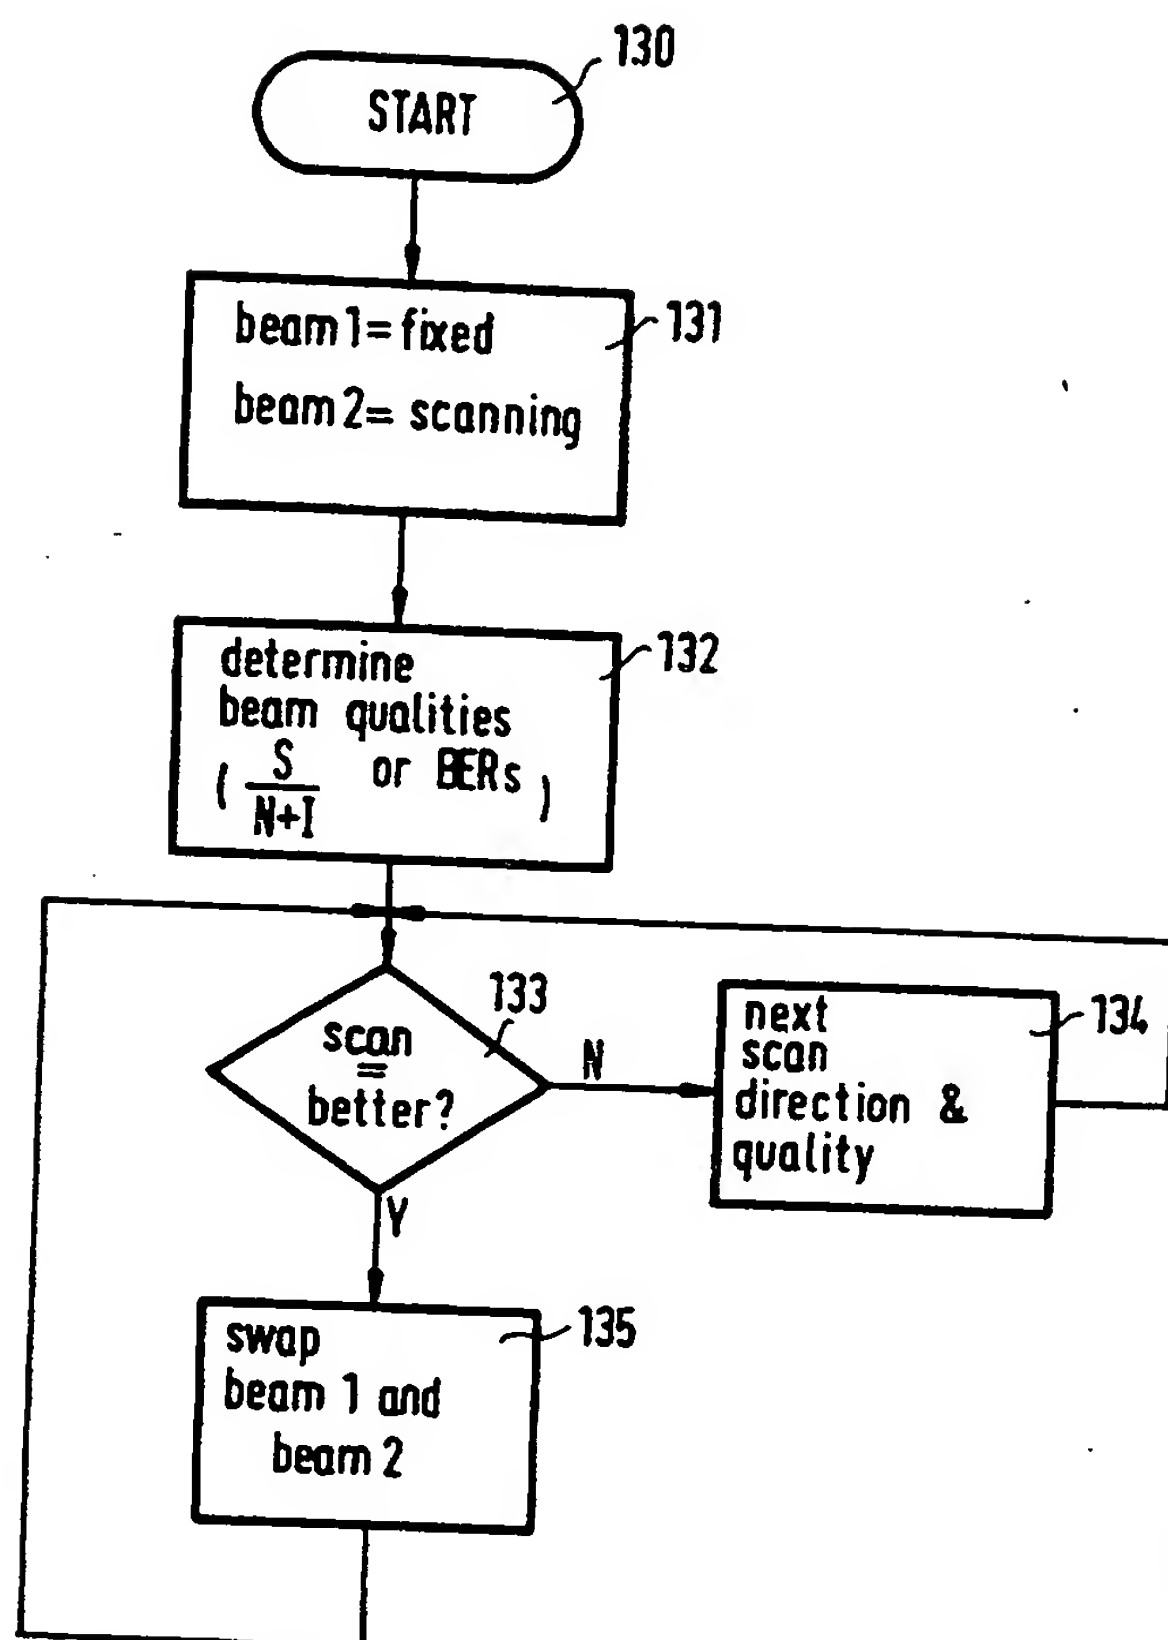 130
START
beam 1 = fixed
131
beam 2 = scanning
determine
132
beam qualities
( S / N+I or BERs )
133
scan
=
better?
N
next
134
scan
direction &
quality
Y
swap
135
beam 1 and
beam 2